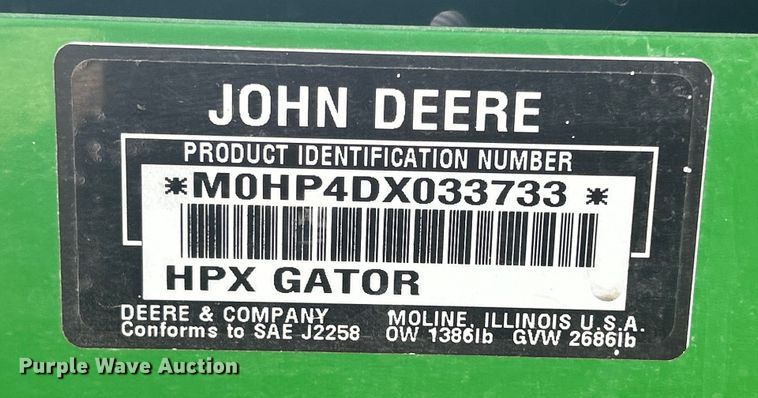 JOHN DEERE
PRODUCT IDENTIFICATION NUMBER
*M0HP4DX033733*
HPX GATOR
DEERE & COMPANY MOLINE, ILLINOIS U.S.A.
Conforms to SAE J2258 OW 1386lb GVW 2686lb
Purple Wave Auction